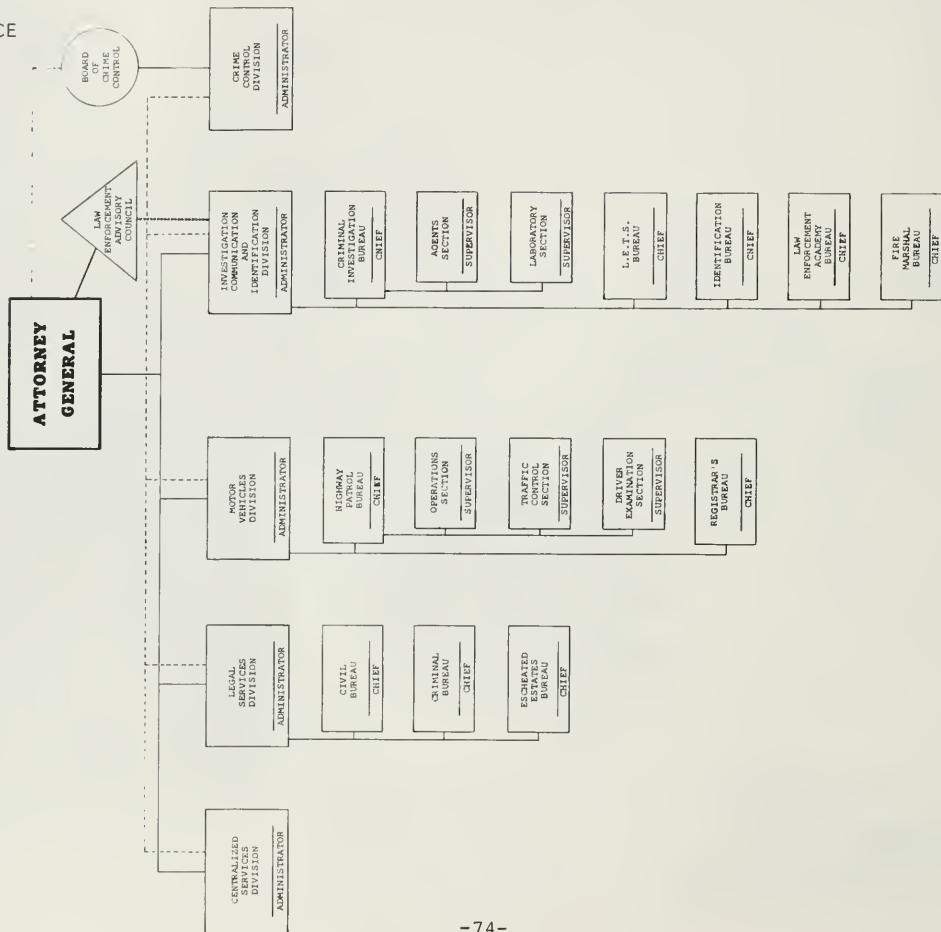 CE
ATTORNEY
GENERAL
LAW
ENFORCEMENT
ADVISORY
COUNCIL
BOARD
OF
CRIME
CONTROL
CENTRALIZED
SERVICES
DIVISION
ADMINISTRATOR
LEGAL
SERVICES
DIVISION
ADMINISTRATOR
CIVIL
BUREAU
CHIEF
CRIMINAL
BUREAU
CHIEF
ESCHEATED
ESTATES
BUREAU
CHIEF
MOTOR
VEHICLES
DIVISION
ADMINISTRATOR
HIGHWAY
PATROL
BUREAU
CHIEF
OPERATIONS
SECTION
SUPERVISOR
TRAFFIC
CONTROL
SECTION
SUPERVISOR
DRIVER
EXAMINATION
SECTION
SUPERVISOR
REGISTRAR'S
BUREAU
CHIEF
INVESTIGATION
COMMUNICATION
AND
IDENTIFICATION
DIVISION
ADMINISTRATOR
CRIMINAL
INVESTIGATION
BUREAU
CHIEF
AGENTS
SECTION
SUPERVISOR
LABORATORY
SECTION
SUPERVISOR
L.E.T.S.
BUREAU
CHIEF
IDENTIFICATION
BUREAU
CHIEF
LAW
ENFORCEMENT
ACADEMY
BUREAU
CHIEF
FIRE
MARSHAL
BUREAU
CHIEF
CRIME
CONTROL
DIVISION
ADMINISTRATOR
-74-